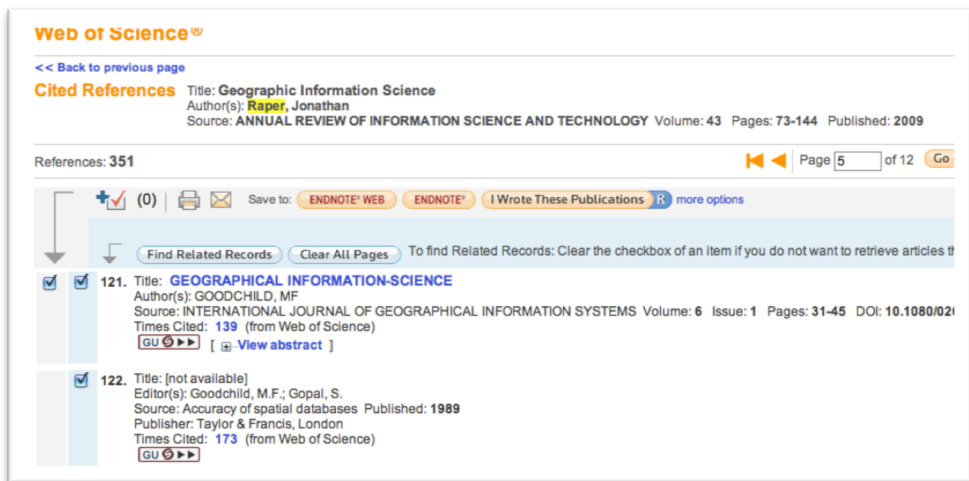 Web of Science®
<< Back to previous page
Cited References Title: Geographic Information Science
Author(s): Raper, Jonathan
Source: ANNUAL REVIEW OF INFORMATION SCIENCE AND TECHNOLOGY Volume: 43 Pages: 73-144 Published: 2009
References: 351 Page 5 of 12 Go
(0) Save to: ENDNOTE® WEB ENDNOTE® I Wrote These Publications R more options
Find Related Records Clear All Pages To find Related Records: Clear the checkbox of an item if you do not want to retrieve articles
121. Title: GEOGRAPHICAL INFORMATION-SCIENCE
Author(s): GOODCHILD, MF
Source: INTERNATIONAL JOURNAL OF GEOGRAPHICAL INFORMATION SYSTEMS Volume: 6 Issue: 1 Pages: 31-45 DOI: 10.1080/02
Times Cited: 139 (from Web of Science)
GU [ View abstract ]
122. Title: [not available]
Editor(s): Goodchild, M.F.; Gopal, S.
Source: Accuracy of spatial databases Published: 1989
Publisher: Taylor & Francis, London
Times Cited: 173 (from Web of Science)
GU